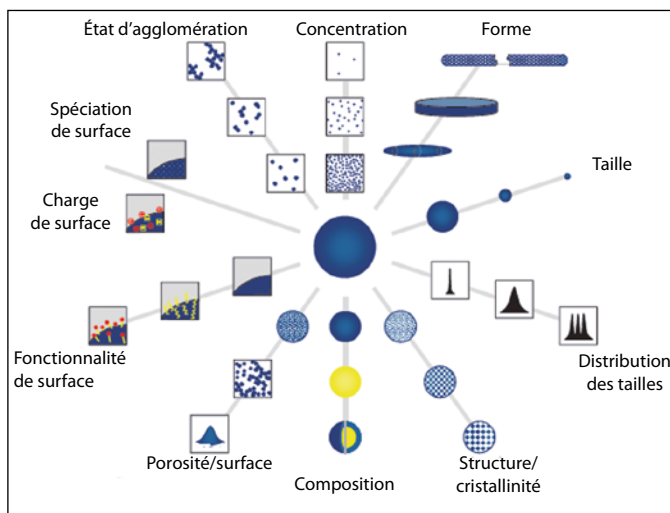 État d'agglomération
Concentration
Forme
Spéciation
de surface
Taille
Charge
de surface
Fonctionnalité
de surface
Distribution
des tailles
Porosité/surface
Composition
Structure/
cristallinité